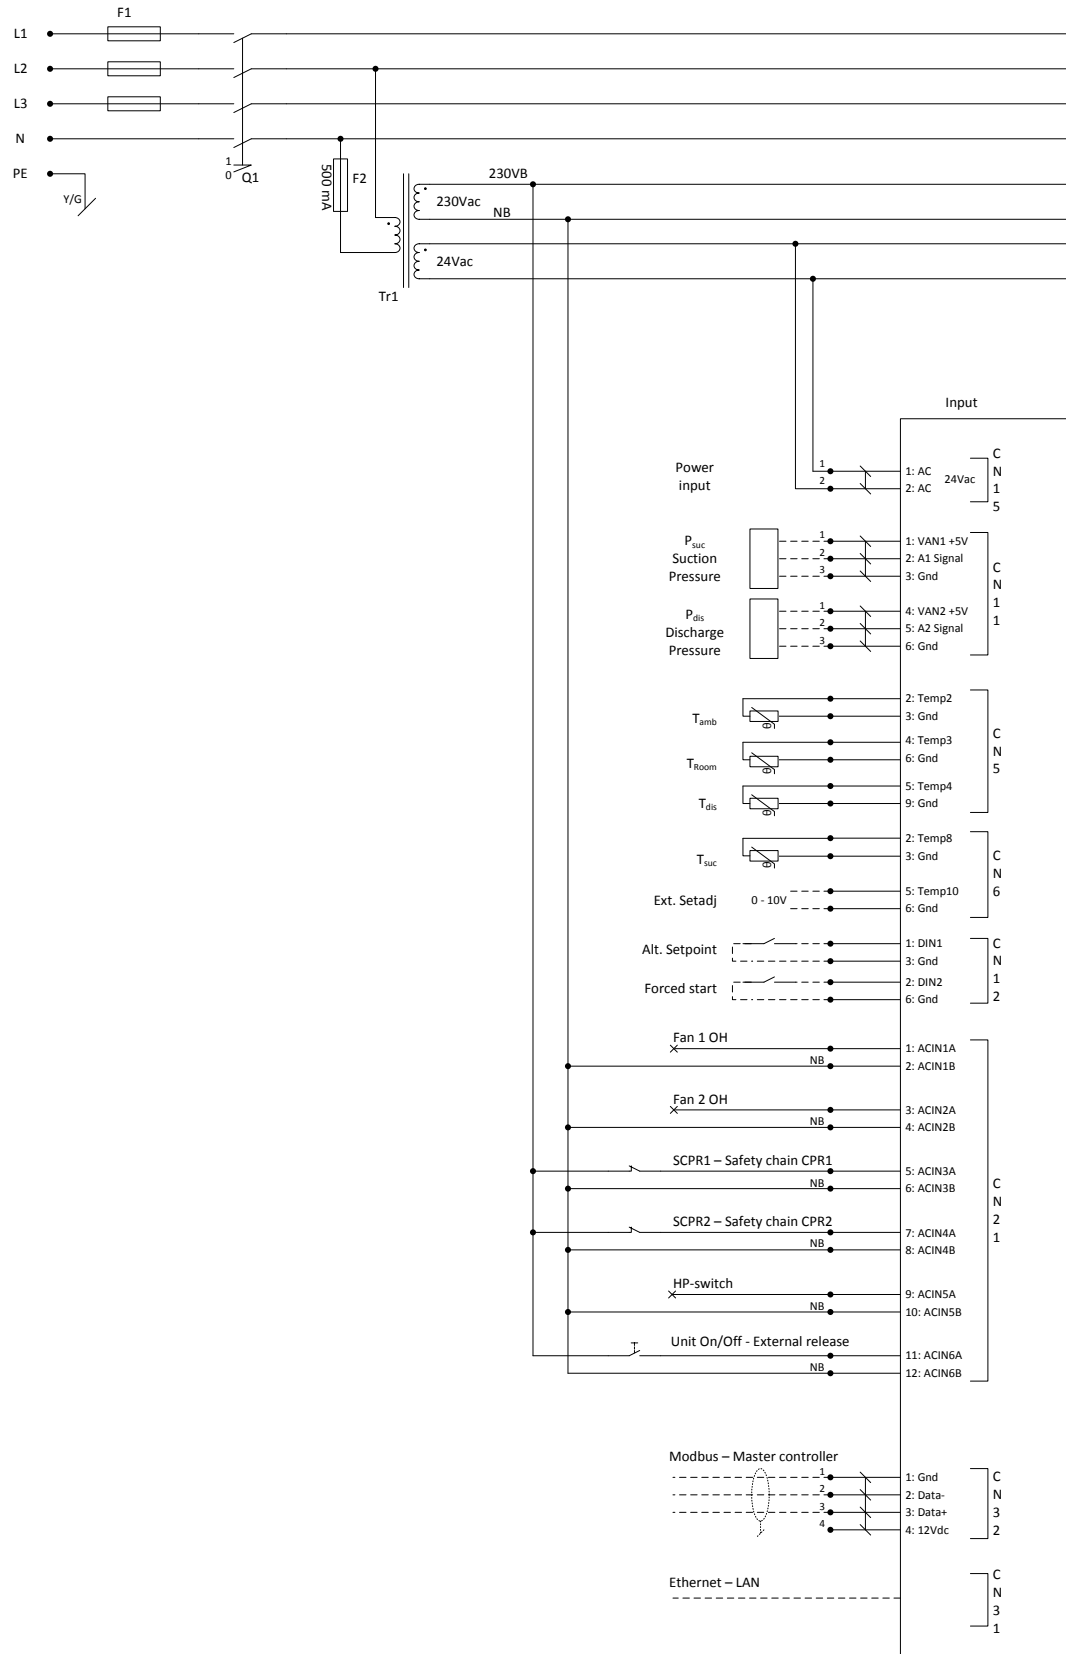 F1
L1
L2
L3
N
PE
Y/G
1
0
Q1
500 mA
F2
230VB
230Vac
NB
24Vac
Tr1
Input
Power
input
1
2
1: AC
2: AC
24Vac
CN15
Psuc
Suction
Pressure
1
2
3
1: VAN1 +5V
2: A1 Signal
3: Gnd
Pdis
Discharge
Pressure
1
2
3
4: VAN2 +5V
5: A2 Signal
6: Gnd
CN11
Tamb
θ
2: Temp2
3: Gnd
TRoom
θ
4: Temp3
6: Gnd
Tdis
θ
5: Temp4
9: Gnd
CN5
Tsuc
θ
2: Temp8
3: Gnd
Ext. Setadj
0 - 10V
5: Temp10
6: Gnd
CN6
Alt. Setpoint
1: DIN1
3: Gnd
Forced start
2: DIN2
6: Gnd
CN12
Fan 1 OH
NB
1: ACIN1A
2: ACIN1B
Fan 2 OH
NB
3: ACIN2A
4: ACIN2B
SCPR1 – Safety chain CPR1
NB
5: ACIN3A
6: ACIN3B
SCPR2 – Safety chain CPR2
NB
7: ACIN4A
8: ACIN4B
HP-switch
NB
9: ACIN5A
10: ACIN5B
Unit On/Off - External release
NB
11: ACIN6A
12: ACIN6B
CN21
Modbus – Master controller
1
2
3
4
1: Gnd
2: Data-
3: Data+
4: 12Vdc
CN32
Ethernet – LAN
CN31